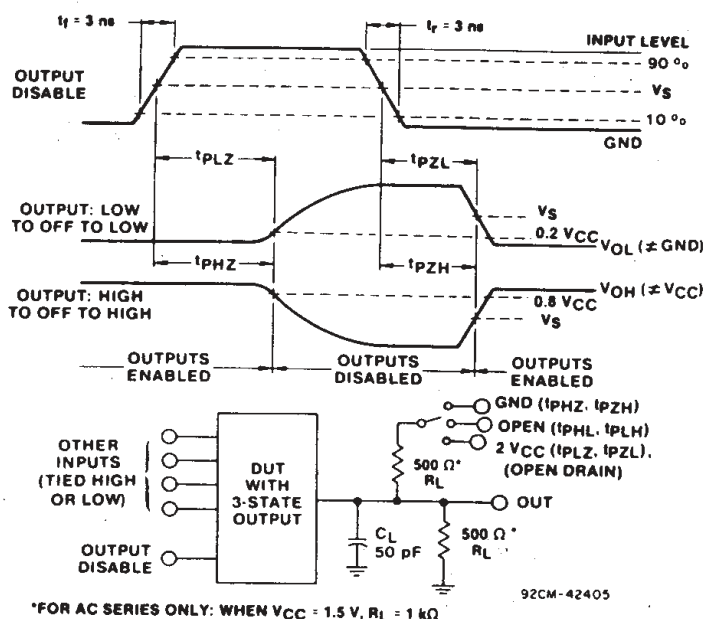 tf = 3 ns
tr = 3 ns
INPUT LEVEL
90 %
OUTPUT
DISABLE
VS
10 %
GND
tPLZ
tPZL
OUTPUT: LOW
TO OFF TO LOW
VS
0.2 VCC
VOL (≠ GND)
tPHZ
tPZH
OUTPUT: HIGH
TO OFF TO HIGH
VOH (≠ VCC)
0.8 VCC
VS
OUTPUTS
ENABLED
OUTPUTS
DISABLED
OUTPUTS
ENABLED
GND (tPHZ, tPZH)
OPEN (tPHL, tPLH)
2 VCC (tPLZ, tPZL),
(OPEN DRAIN)
OTHER
INPUTS
(TIED HIGH
OR LOW)
DUT
WITH
3-STATE
OUTPUT
500 Ω*
RL
OUT
OUTPUT
DISABLE
CL
50 pF
500 Ω*
RL
92CM-42405
*FOR AC SERIES ONLY: WHEN VCC = 1.5 V, RL = 1 kΩ